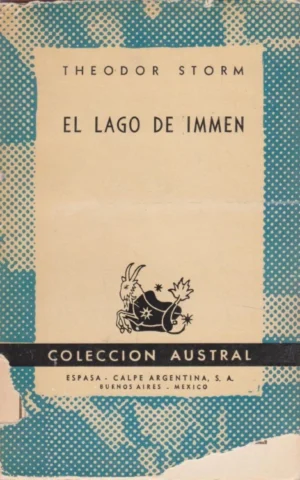 THEODOR STORM
EL LAGO DE IMMEN
COLECCION AUSTRAL
ESPASA - CALPE ARGENTINA, S. A.
BUENOS AIRES - MEXICO